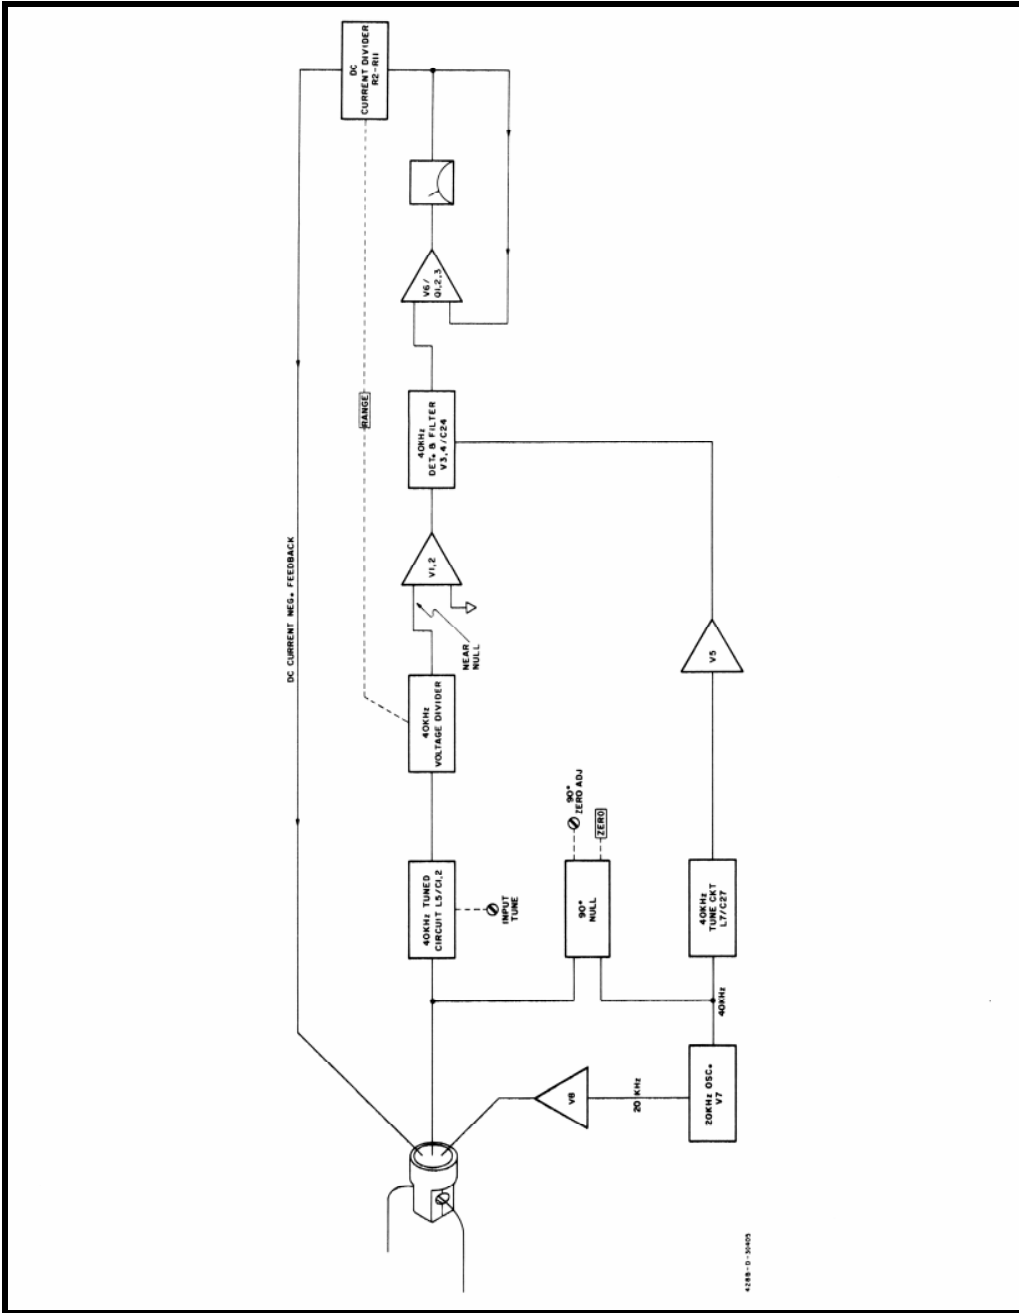 DC CURRENT NEG. FEEDBACK
DC
CURRENT DIVIDER
R2-R11
RANGE
40KHz TUNED
CIRCUIT L5/C1,2
INPUT
TUNE
40KHz
VOLTAGE DIVIDER
NEAR
NULL
V1,2
40KHz
DET. & FILTER
V3,4/C24
V6/
Q1,2,3
90°
NULL
90°
ZERO ADJ
ZERO
V8
20 KHz
20KHz OSC.
V7
40KHz
40KHz
TUNE CKT
L7/C27
V5
428B-D-30405